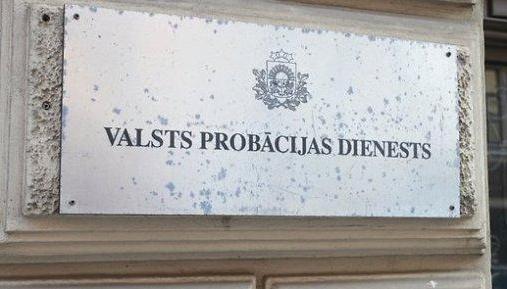 VALSTS PROBĀCIJAS DIENESTS